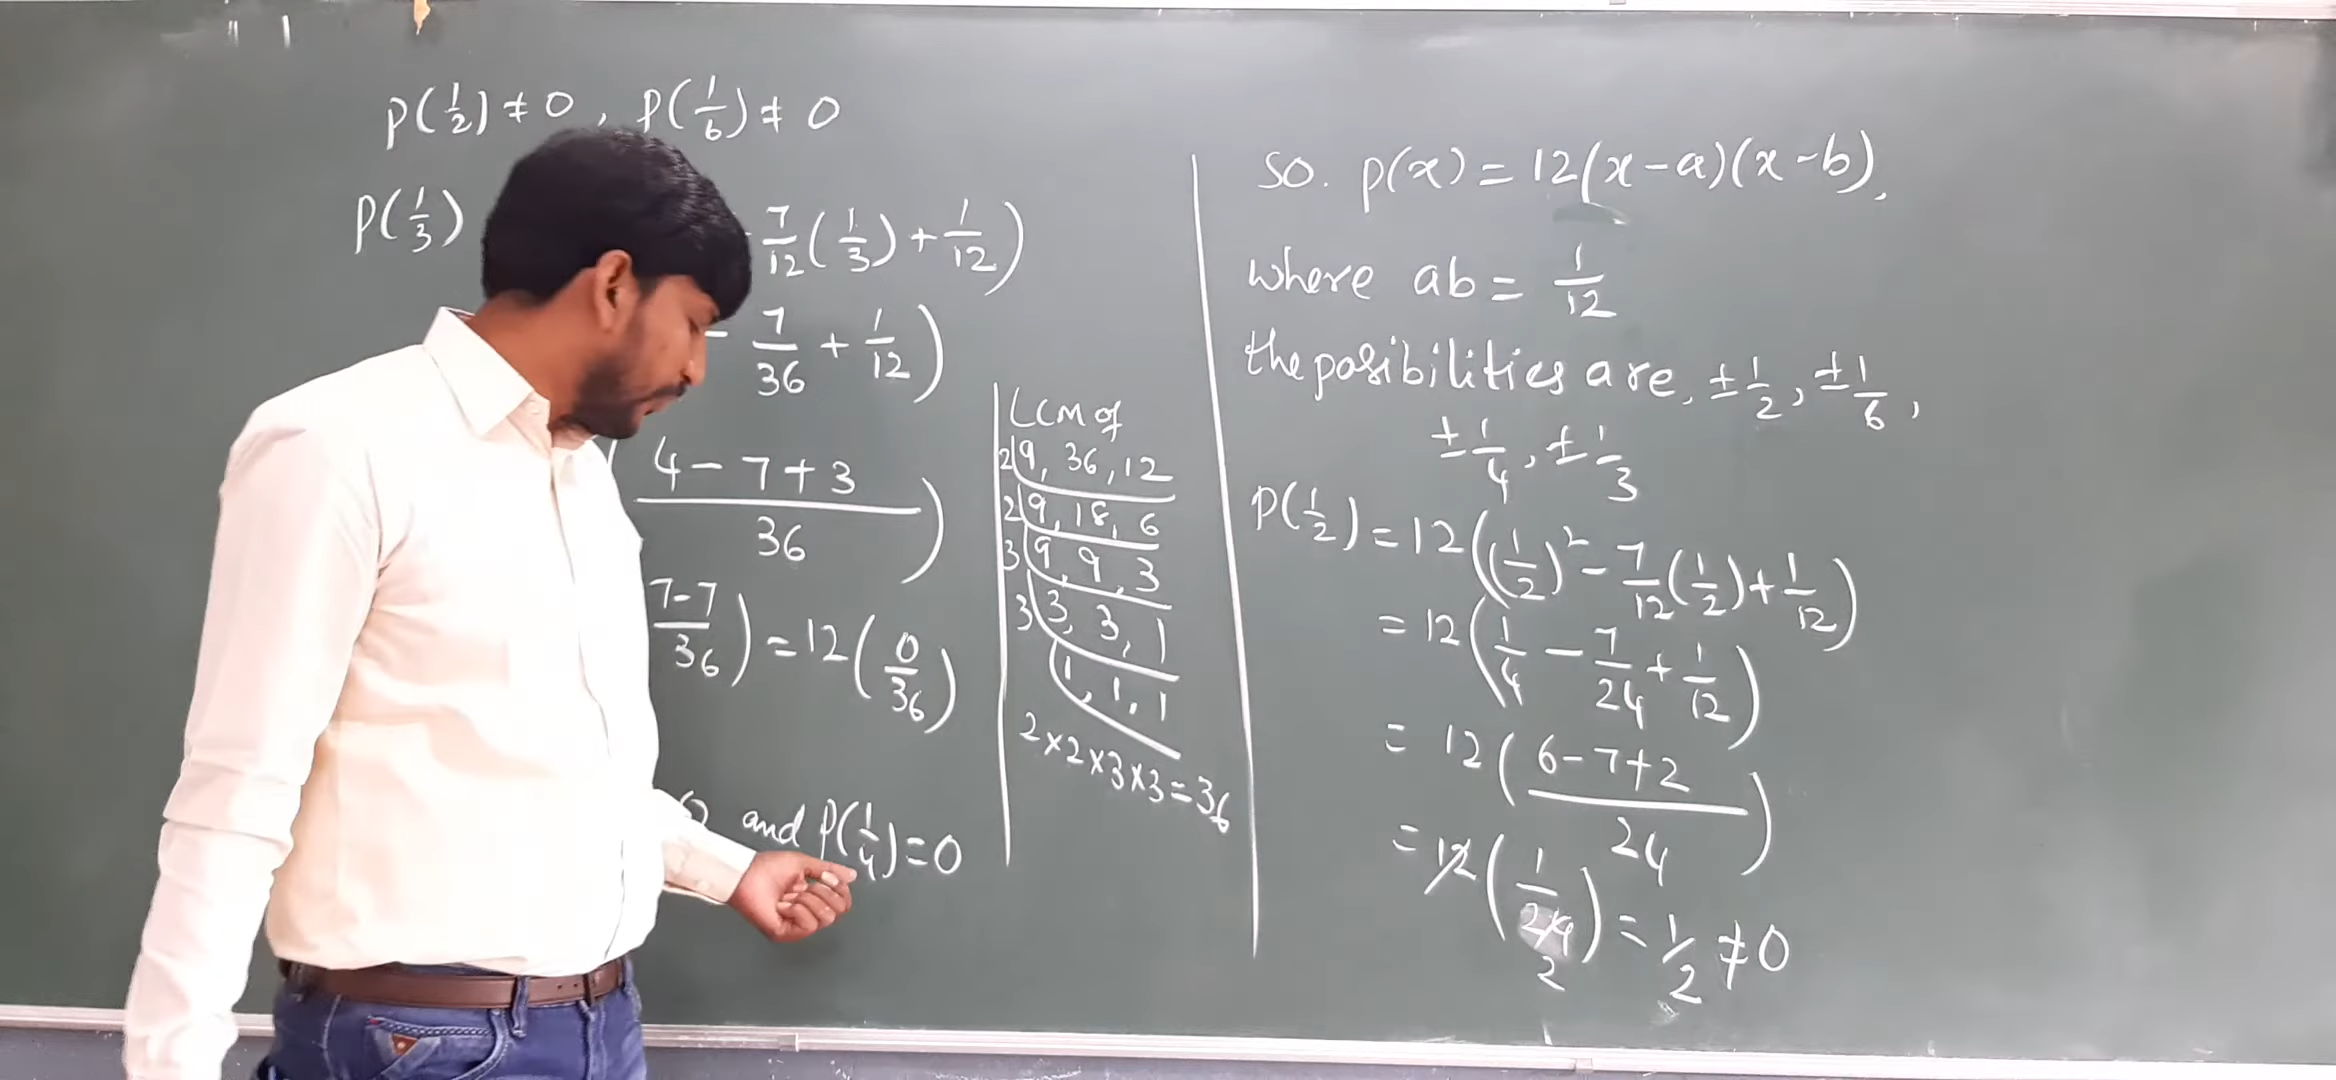 P(1/2) ≠ 0, P(1/6) ≠ 0
P(1/3) 7/12(1/3) + 1/12)
- 7/36 + 1/12)
(4 - 7 + 3)/36)
7-7/36) = 12(0/36)
and P(1/4) = 0
LCM of
2|9, 36, 12
2|9, 18, 6
3|9, 9, 3
3|3, 3, 1
1, 1, 1
2×2×3×3=36
SO. p(x) = 12(x-a)(x-b),
where ab = 1/12
the posibilities are, ±1/2, ±1/6,
±1/4, ±1/3
P(1/2) = 12((1/2)² - 7/12(1/2) + 1/12)
= 12(1/4 - 7/24 + 1/12)
= 12((6-7+2)/24)
= 12(1/24) = 1/2 ≠ 0
2